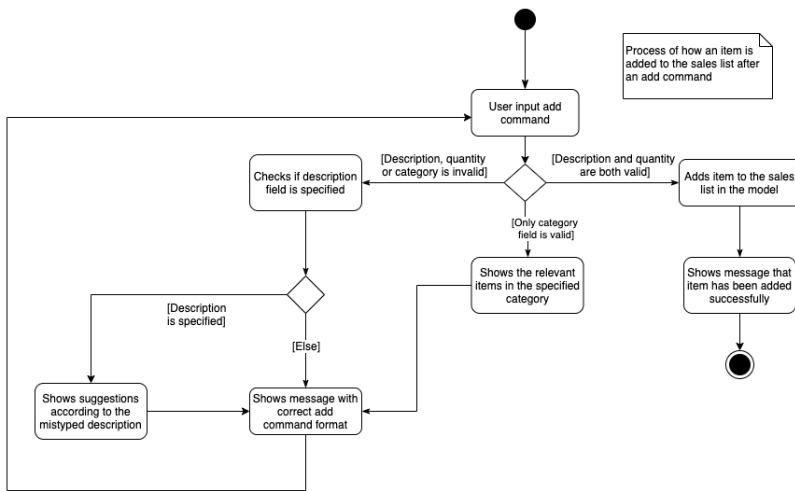 Process of how an item is
added to the sales list after
an add command
User input add
command
[Description, quantity
or category is invalid]
[Description and quantity
are both valid]
Checks if description
field is specified
Adds item to the sales
list in the model
[Only category
field is valid]
Shows the relevant
items in the specified
category
Shows message that
item has been added
successfully
[Description
is specified]
[Else]
Shows suggestions
according to the
mistyped description
Shows message with
correct add
command format